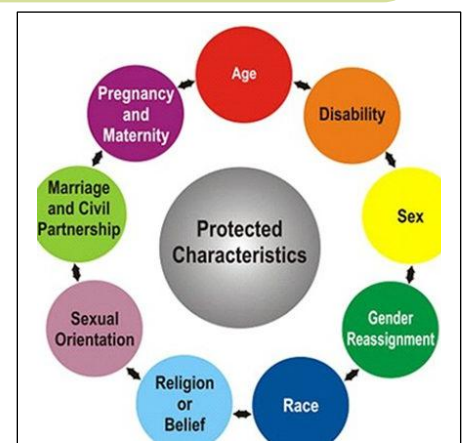 Age
Disability
Sex
Gender
Reassignment
Race
Religion
or
Belief
Sexual
Orientation
Marriage
and Civil
Partnership
Pregnancy
and
Maternity
Protected
Characteristics